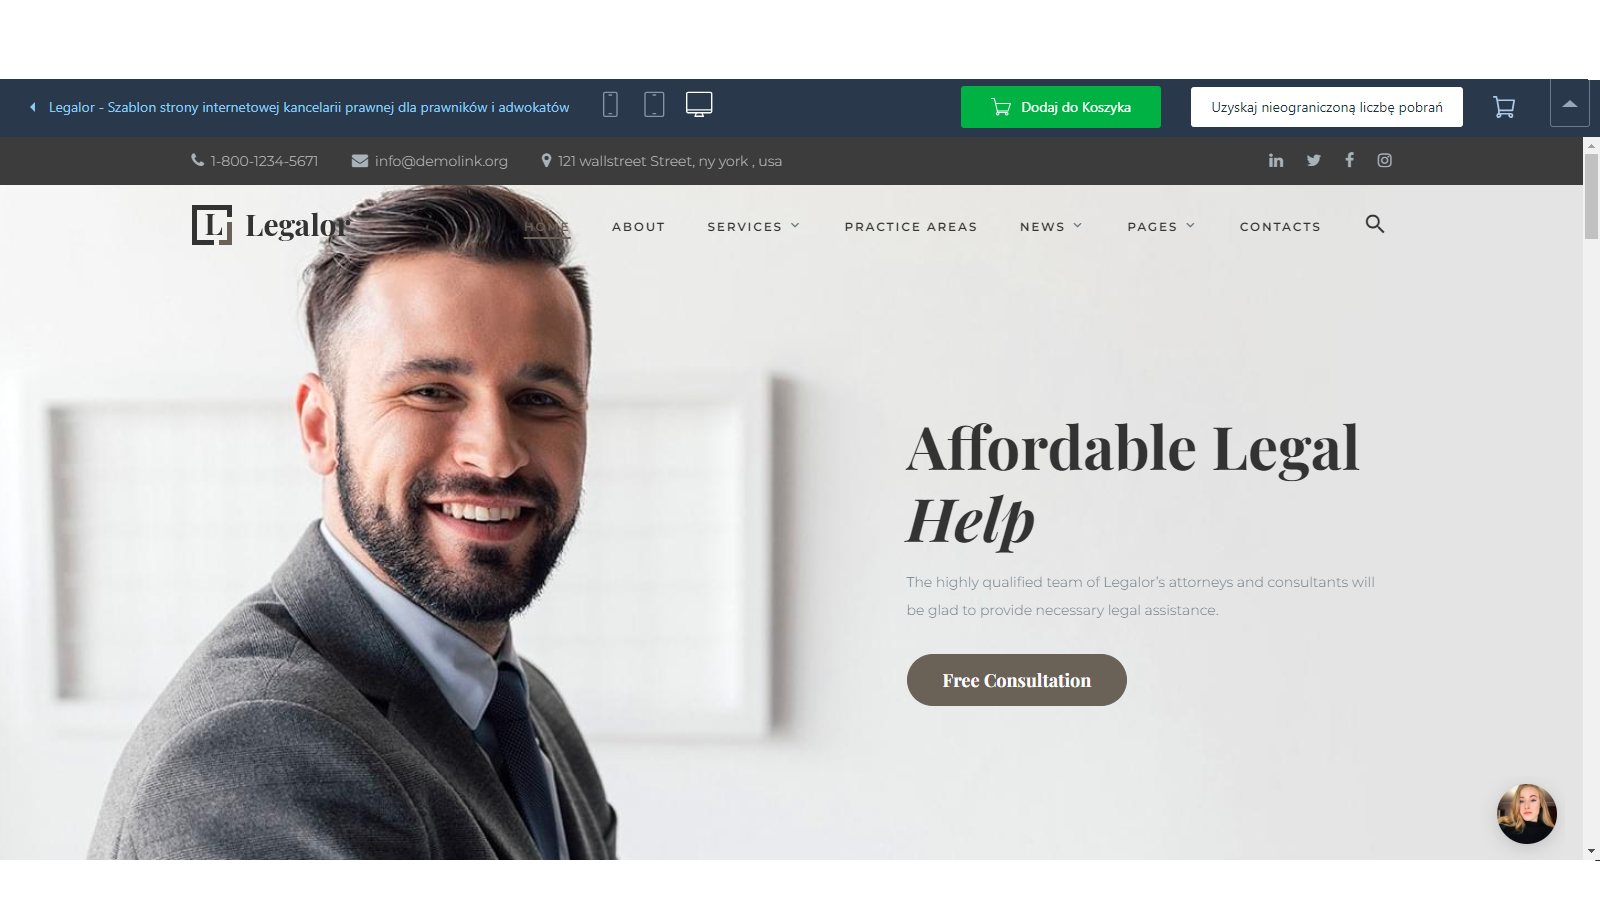 Legalor - Szablon strony internetowej kancelarii prawnej dla prawników i adwokatów
Dodaj do Koszyka
Uzyskaj nieograniczoną liczbę pobrań
1-800-1234-5671
info@demolink.org
121 wallstreet Street, ny york , usa
L Legalor
HOME
ABOUT
SERVICES
PRACTICE AREAS
NEWS
PAGES
CONTACTS
Affordable Legal
Help
The highly qualified team of Legalor’s attorneys and consultants will
be glad to provide necessary legal assistance.
Free Consultation